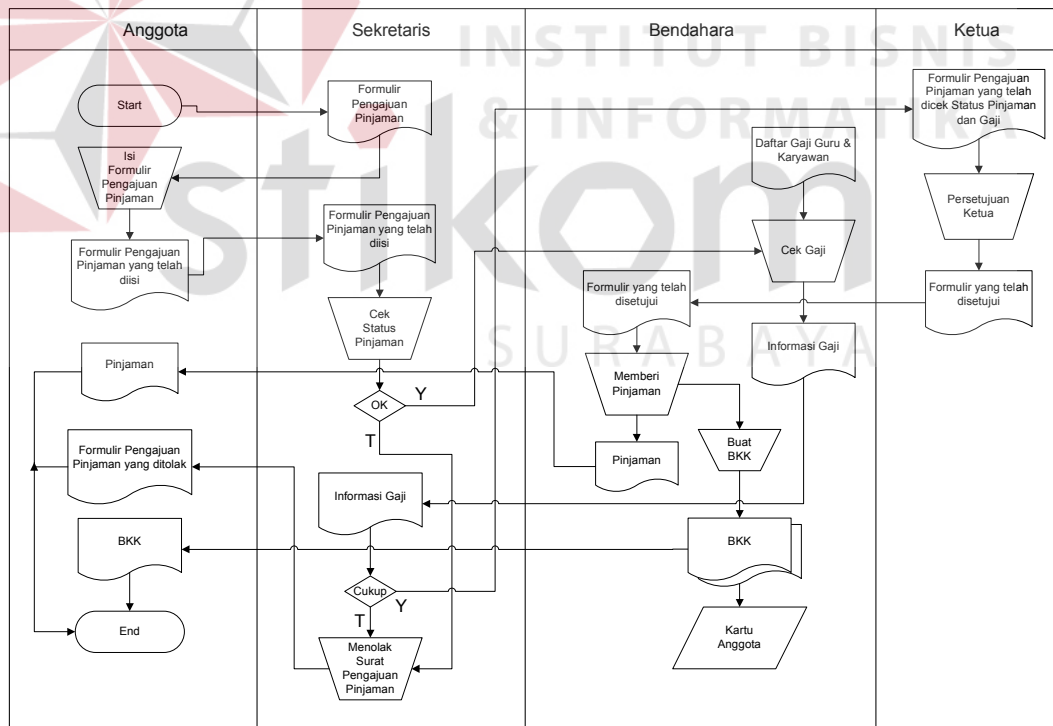 Anggota
Sekretaris
Bendahara
Ketua
INSTITUT BISNIS
& INFORMATIKA
stikom
SURABAYA
Start
Isi
Formulir
Pengajuan
Pinjaman
Formulir Pengajuan
Pinjaman yang telah
diisi
Pinjaman
Formulir Pengajuan
Pinjaman yang ditolak
BKK
End
Formulir
Pengajuan
Pinjaman
Formulir Pengajuan
Pinjaman yang telah
diisi
Cek
Status
Pinjaman
OK
Y
T
Informasi Gaji
Cukup
Y
T
Menolak
Surat
Pengajuan
Pinjaman
Daftar Gaji Guru &
Karyawan
Cek Gaji
Informasi Gaji
Formulir yang telah
disetujui
Memberi
Pinjaman
Pinjaman
Buat
BKK
BKK
Kartu
Anggota
Formulir Pengajuan
Pinjaman yang telah
dicek Status Pinjaman
dan Gaji
Persetujuan
Ketua
Formulir yang telah
disetujui